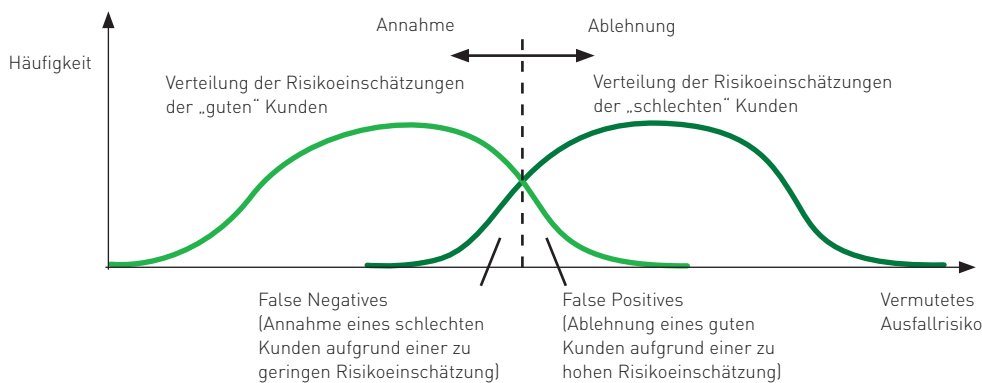 Annahme
Ablehnung
Häufigkeit
Verteilung der Risikoeinschätzungen
der „guten“ Kunden
Verteilung der Risikoeinschätzungen
der „schlechten“ Kunden
False Negatives
(Annahme eines schlechten
Kunden aufgrund einer zu
geringen Risikoeinschätzung)
False Positives
(Ablehnung eines guten
Kunden aufgrund einer zu
hohen Risikoeinschätzung)
Vermutetes
Ausfallrisiko